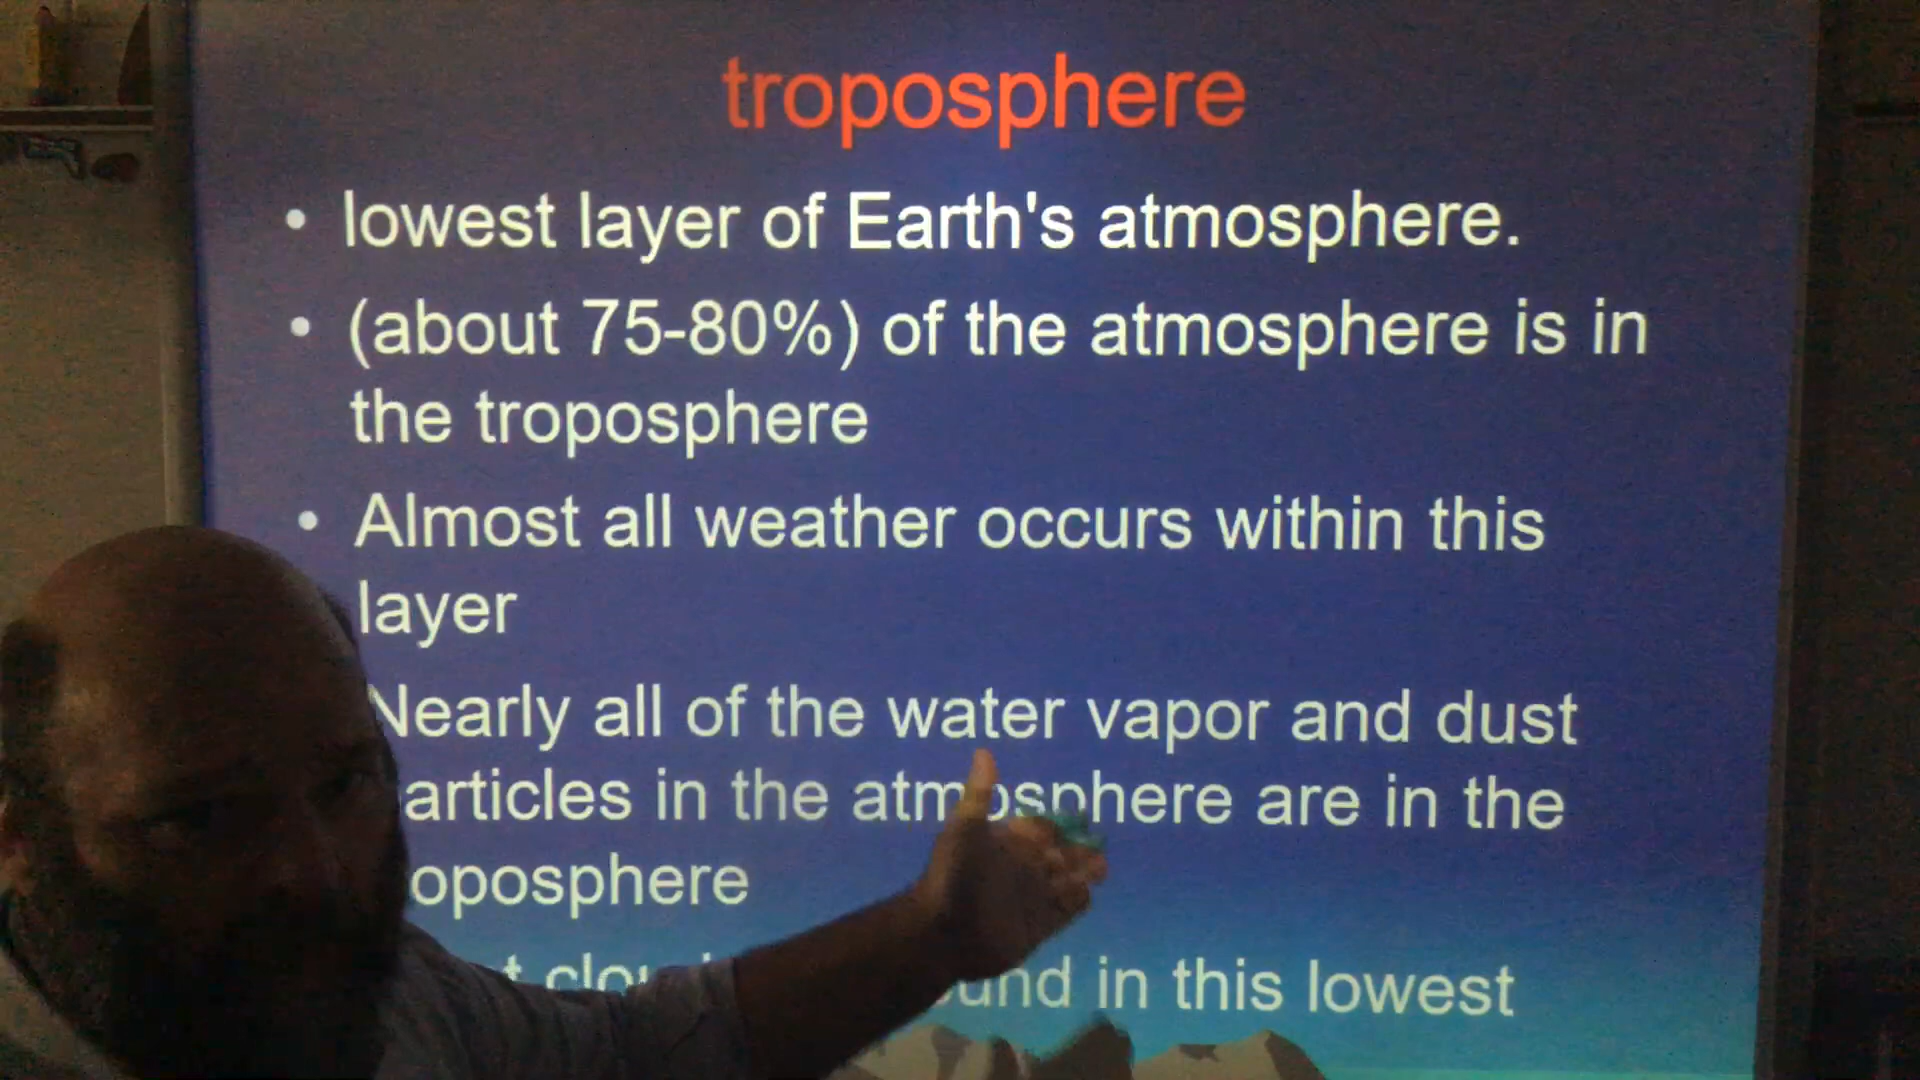 troposphere
• lowest layer of Earth's atmosphere.
• (about 75-80%) of the atmosphere is in
the troposphere
• Almost all weather occurs within this
layer
Nearly all of the water vapor and dust
articles in the atmosphere are in the
oposphere
in this lowest